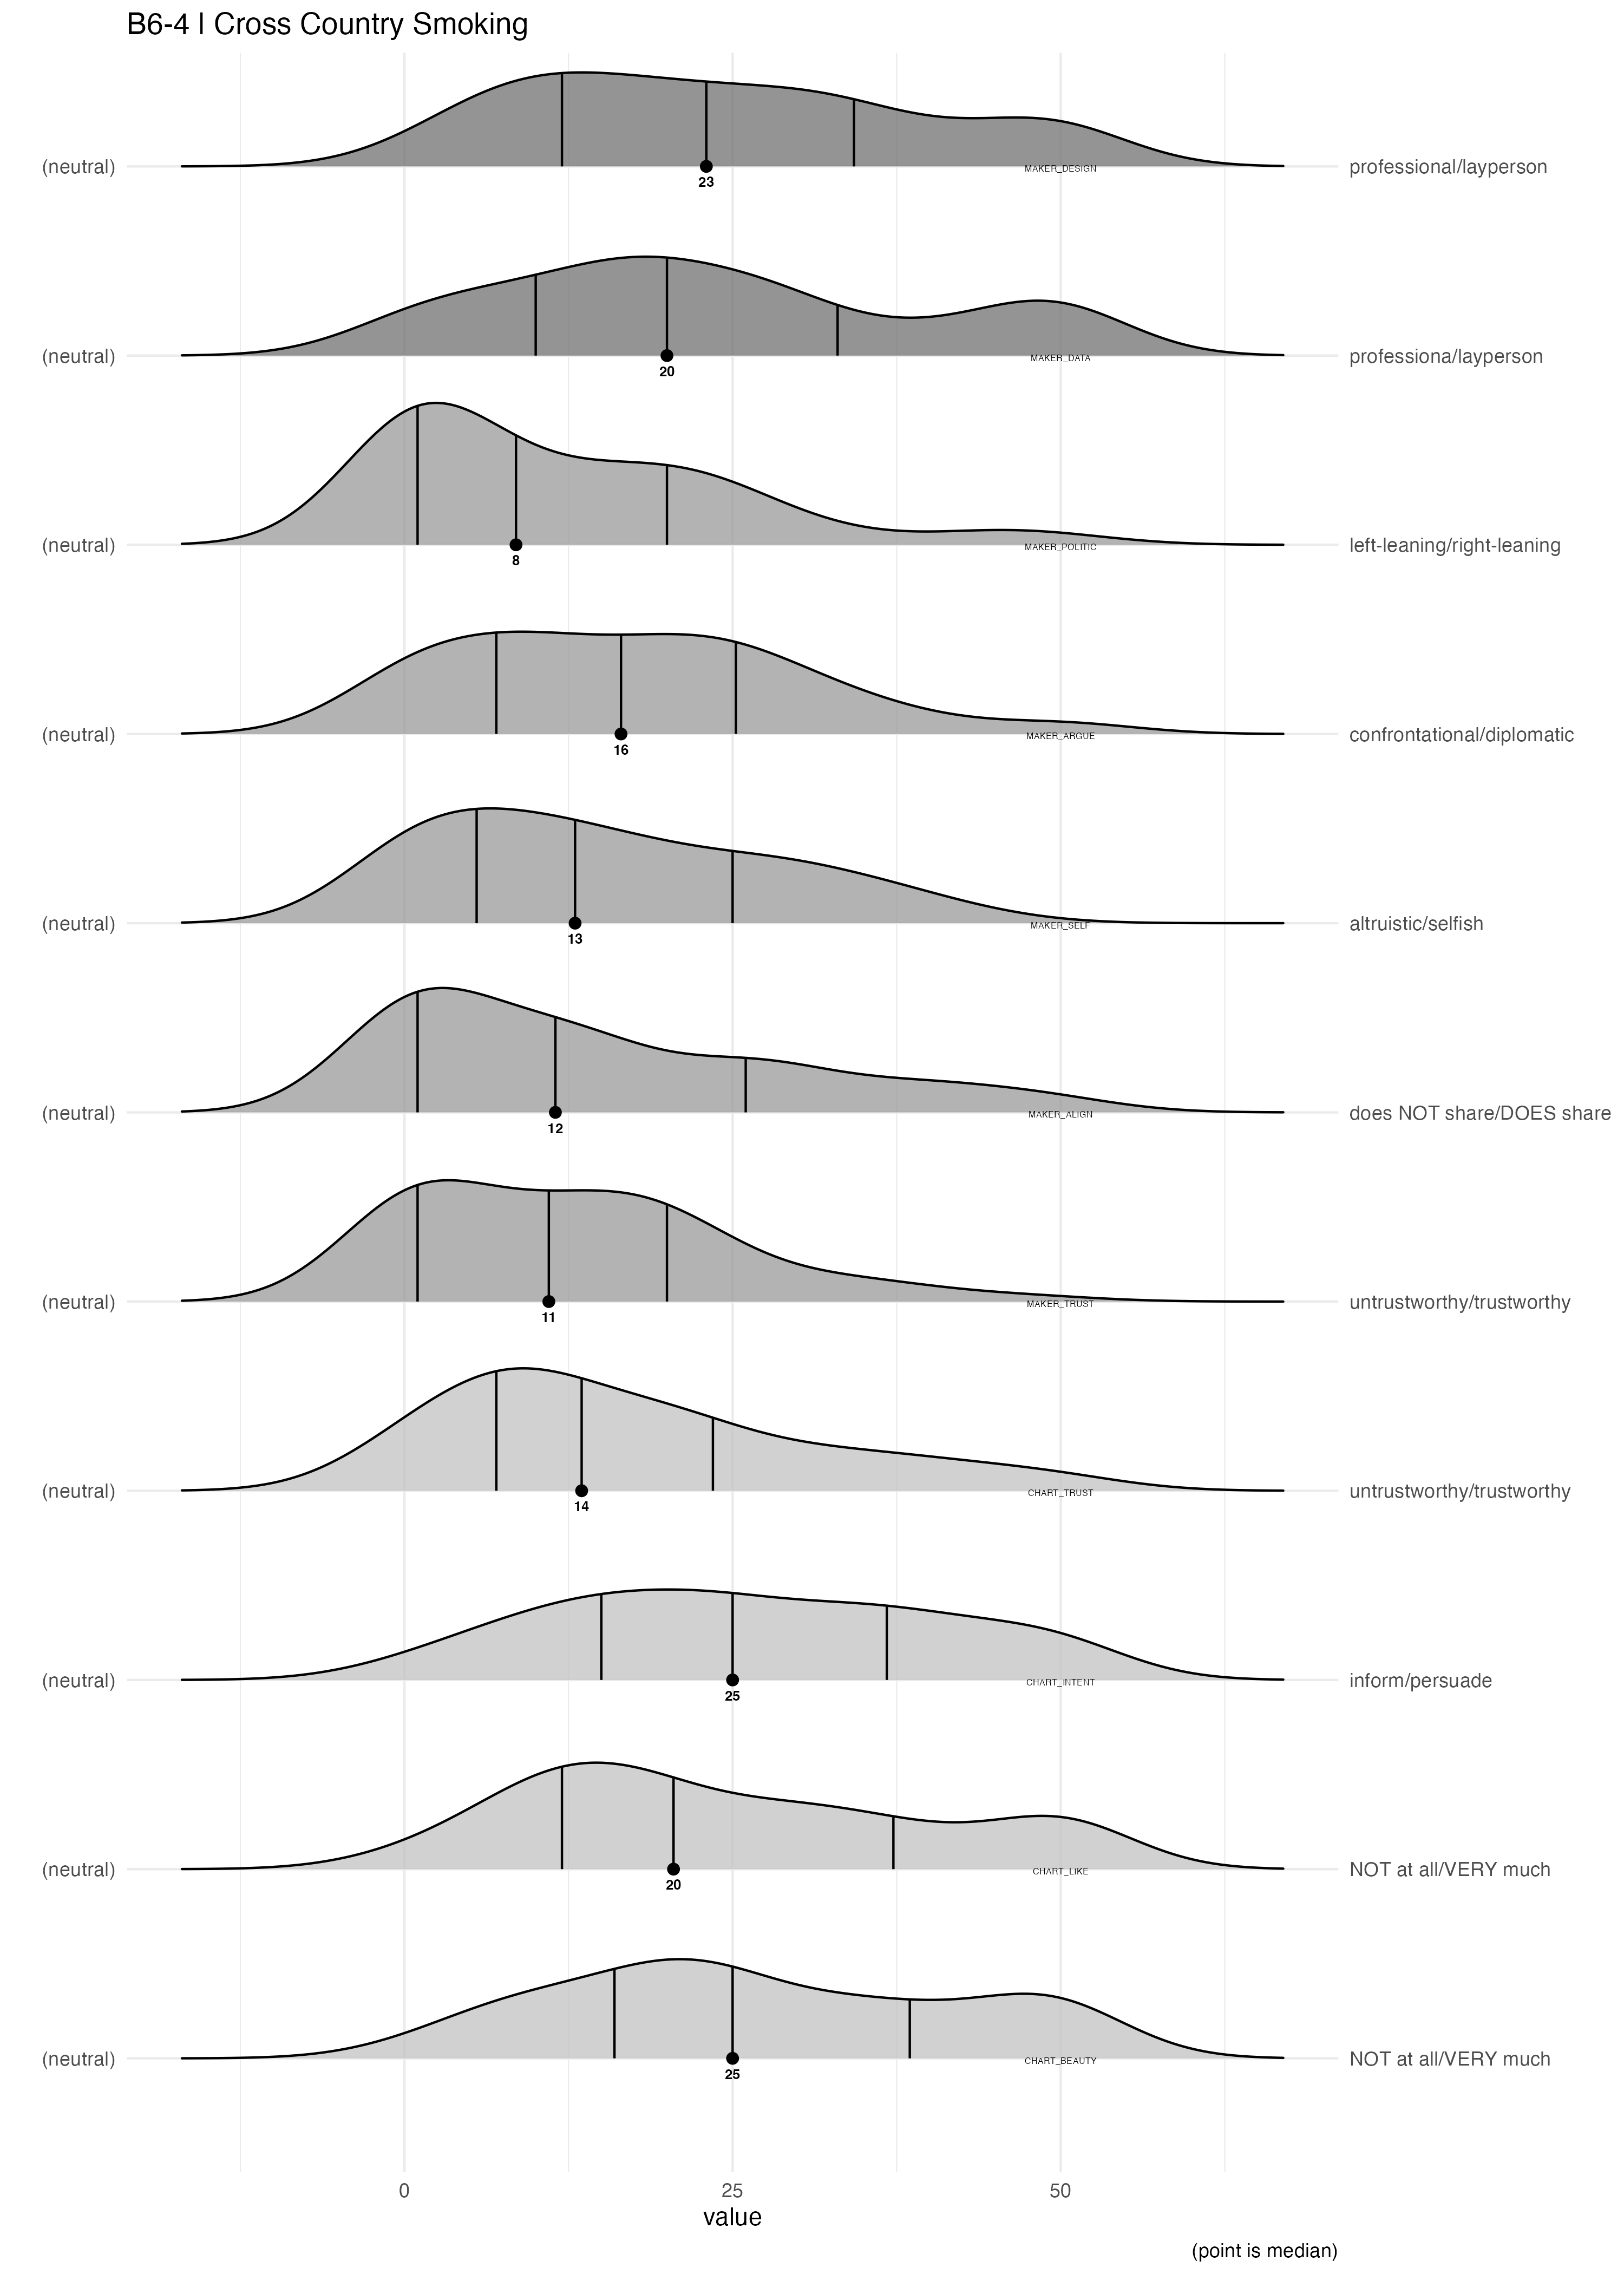 B6-4 | Cross Country Smoking
(neutral) MAKER_DESIGN professional/layperson
23
(neutral) MAKER_DATA professiona/layperson
20
(neutral) MAKER_POLITIC left-leaning/right-leaning
8
(neutral) MAKER_ARGUE confrontational/diplomatic
16
(neutral) MAKER_SELF altruistic/selfish
13
(neutral) MAKER_ALIGN does NOT share/DOES share
12
(neutral) MAKER_TRUST untrustworthy/trustworthy
11
(neutral) CHART_TRUST untrustworthy/trustworthy
14
(neutral) CHART_INTENT inform/persuade
25
(neutral) CHART_LIKE NOT at all/VERY much
20
(neutral) CHART_BEAUTY NOT at all/VERY much
25
0 25 50
value
(point is median)